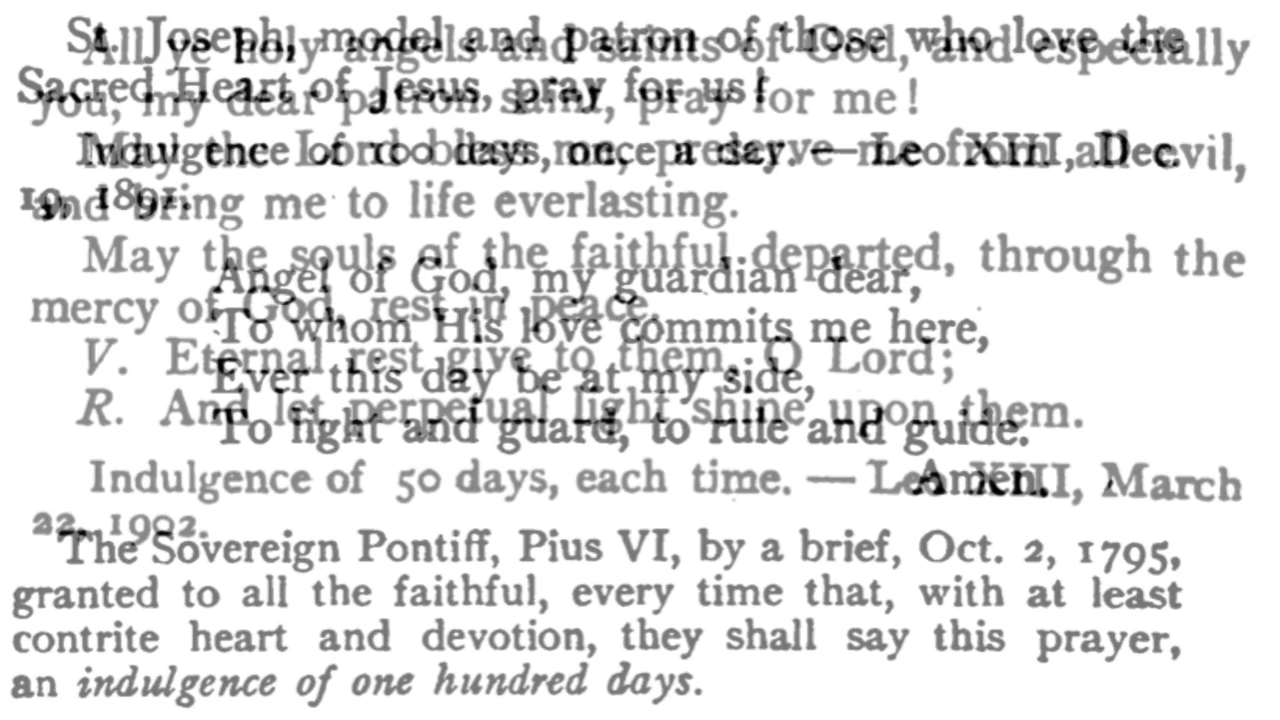 St. Joseph, model and patron of those who love the
Sacred Heart of Jesus, pray for us!
Indulgence of 100 days, once a day. — Leo XIII, Dec.
19, 1891.
Angel of God, my guardian dear,
To whom His love commits me here,
Ever this day be at my side,
To light and guard, to rule and guide.
Amen.
The Sovereign Pontiff, Pius VI, by a brief, Oct. 2, 1795,
granted to all the faithful, every time that, with at least
contrite heart and devotion, they shall say this prayer,
an indulgence of one hundred days.
All ye holy angels and saints of God, and especially
you, my dear patron saint, pray for me!
May the Lord bless me, preserve me from all evil,
and bring me to life everlasting.
May the souls of the faithful departed, through the
mercy of God, rest in peace.
V. Eternal rest give to them, O Lord;
R. And let perpetual light shine upon them.
Indulgence of 50 days, each time. — Leo XIII, March
22, 1902.